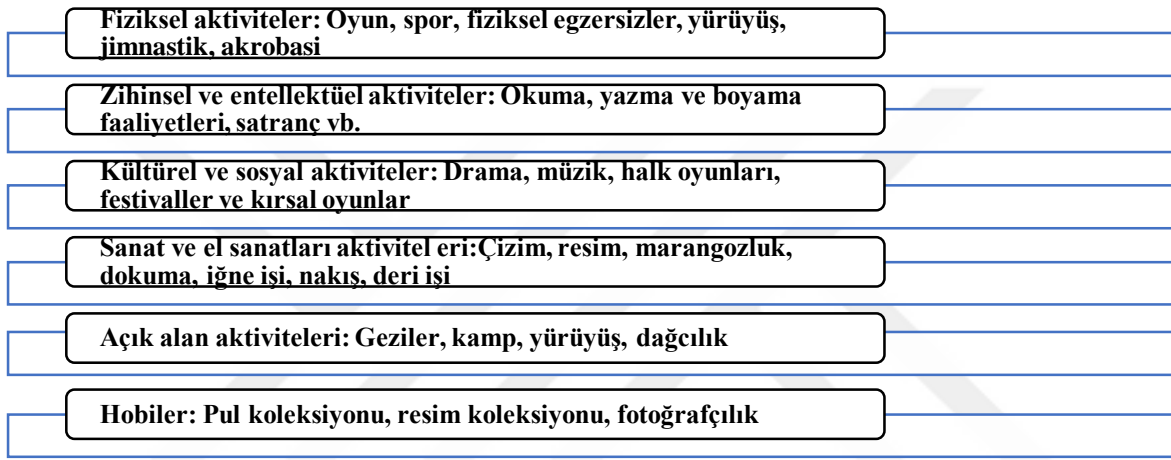 Fiziksel aktiviteler: Oyun, spor, fiziksel egzersizler, yürüyüş,
jimnastik, akrobasi
Zihinsel ve entellektüel aktiviteler: Okuma, yazma ve boyama
faaliyetleri, satranç vb.
Kültürel ve sosyal aktiviteler: Drama, müzik, halk oyunları,
festivaller ve kırsal oyunlar
Sanat ve el sanatları aktivitel eri:Çizim, resim, marangozluk,
dokuma, iğne işi, nakış, deri işi
Açık alan aktiviteleri: Geziler, kamp, yürüyüş, dağcılık
Hobiler: Pul koleksiyonu, resim koleksiyonu, fotoğrafçılık